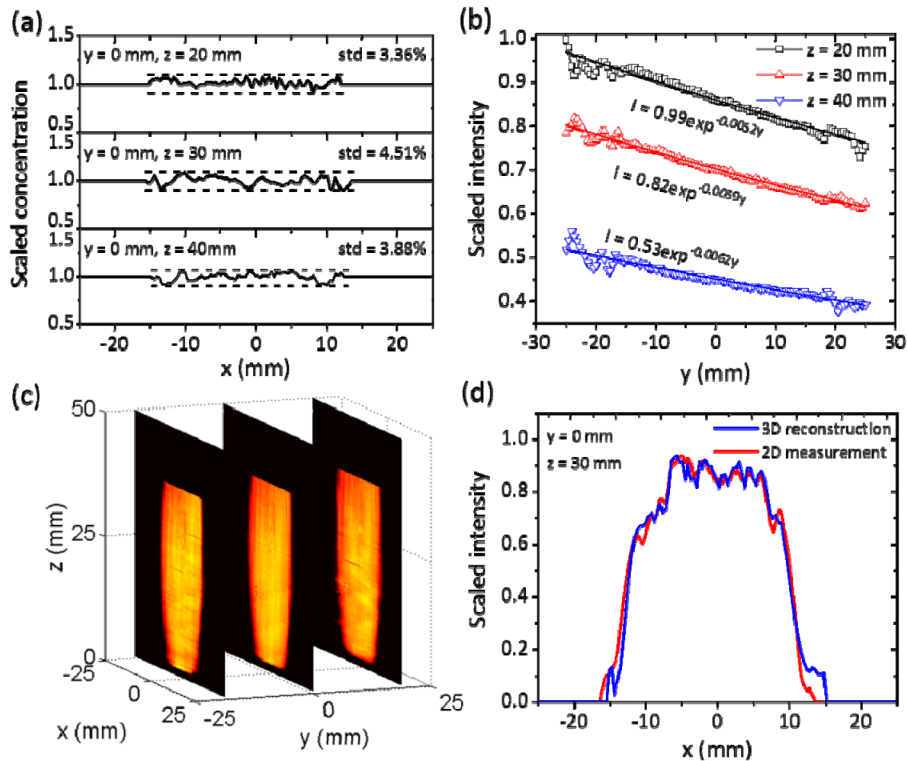 (a)
Scaled concentration
1.5
1.0
0.5
y = 0 mm, z = 20 mm std = 3.36%
1.5
1.0
0.5
y = 0 mm, z = 30 mm std = 4.51%
1.5
1.0
0.5
y = 0 mm, z = 40mm std = 3.88%
-20 -10 0 10 20
x (mm)
(b)
Scaled intensity
1.0
0.9
0.8
0.7
0.6
0.5
0.4
z = 20 mm
z = 30 mm
z = 40 mm
I = 0.99exp-0.0052y
I = 0.82exp-0.0059y
I = 0.53exp-0.0062y
-30 -20 -10 0 10 20 30
y (mm)
(c)
z (mm)
50
25
0
-25
0
25
x (mm)
-25
0
25
y (mm)
(d)
Scaled intensity
1.0
0.8
0.6
0.4
0.2
0.0
y = 0 mm
z = 30 mm
3D reconstruction
2D measurement
-20 -10 0 10 20
x (mm)